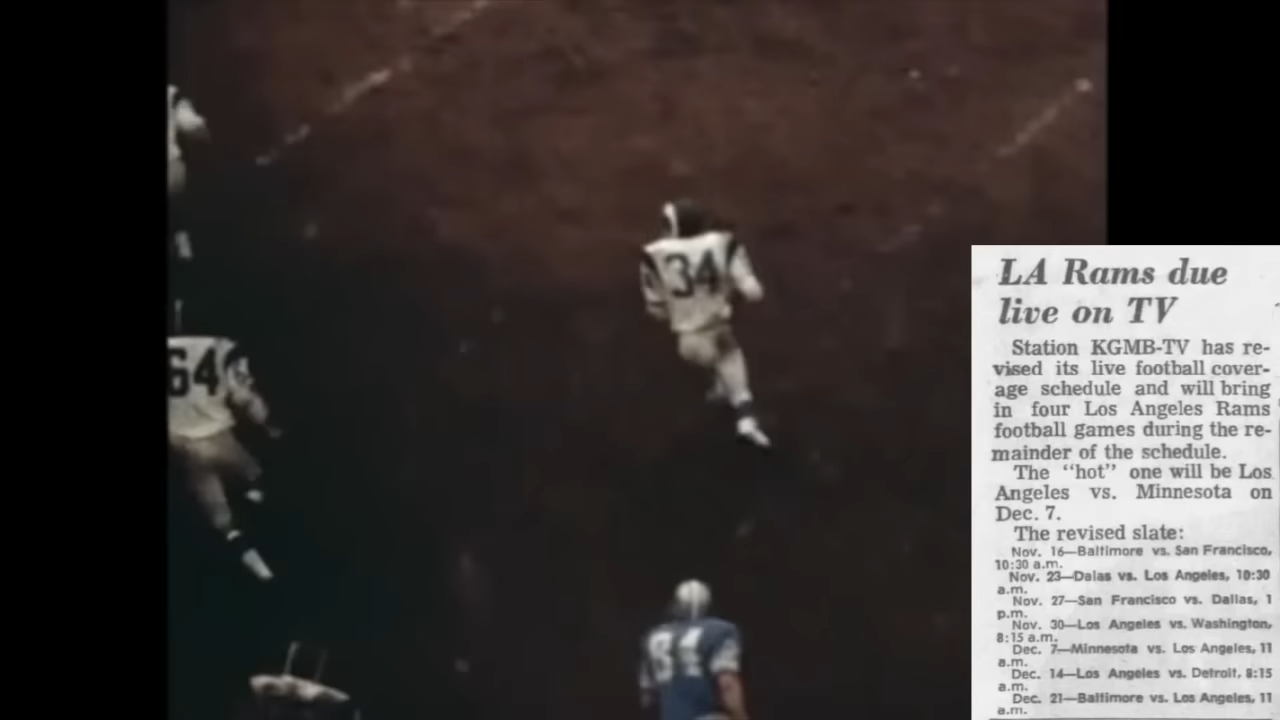 34
64
84
LA Rams due
live on TV
Station KGMB-TV has re-
vised its live football cover-
age schedule and will bring
in four Los Angeles Rams
football games during the re-
mainder of the schedule.
The "hot" one will be Los
Angeles vs. Minnesota on
Dec. 7.
The revised slate:
Nov. 16—Baltimore vs. San Francisco,
10:30 a.m.
Nov. 23—Dalas vs. Los Angeles, 10:30
a.m.
Nov. 27—San Francisco vs. Dallas, 1
p.m.
Nov. 30—Los Angeles vs. Washington,
8:15 a.m.
Dec. 7—Minnesota vs. Los Angeles, 11
a.m.
Dec. 14—Los Angeles vs. Detroit, 8:15
a.m.
Dec. 21—Baltimore vs. Los Angeles, 11
a.m.